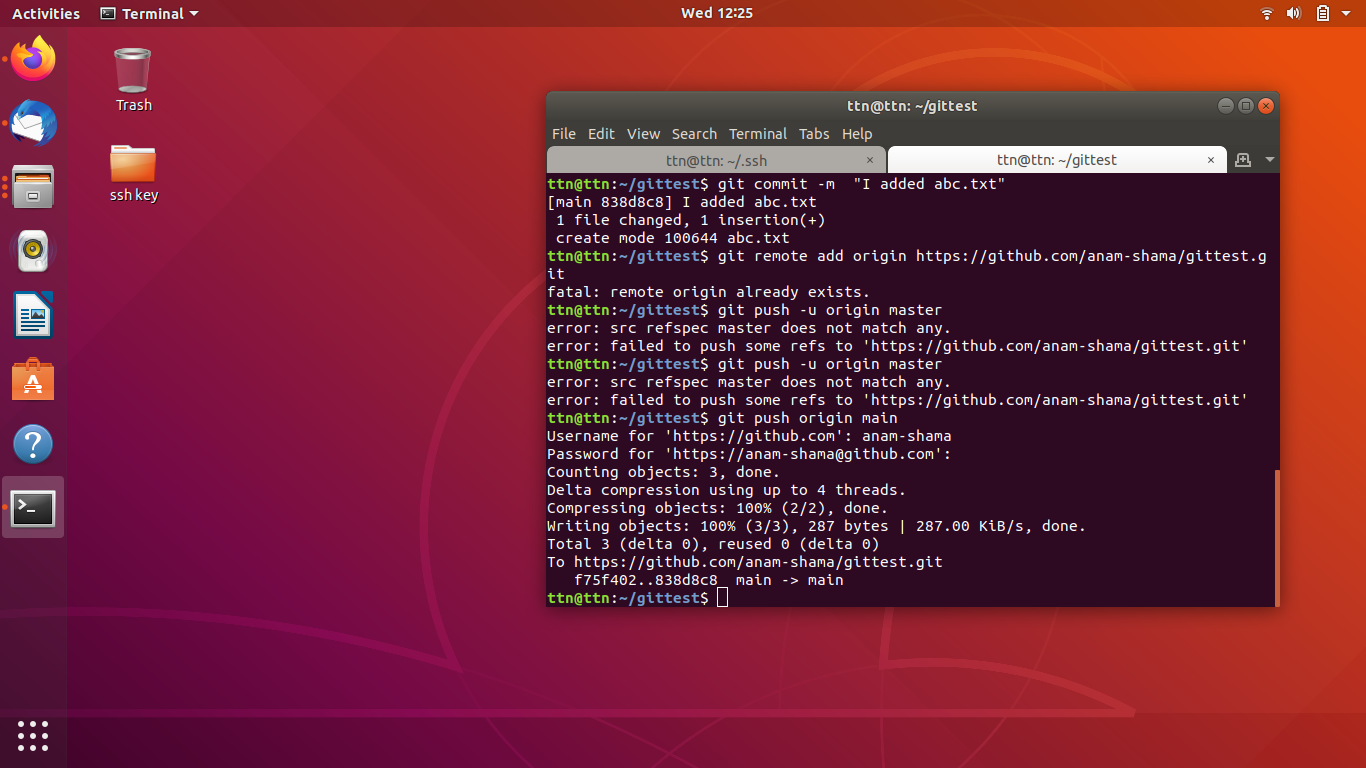 Activities Terminal Wed 12:25
Trash
ssh key
ttn@ttn: ~/gittest
File Edit View Search Terminal Tabs Help
ttn@ttn: ~/.ssh × ttn@ttn: ~/gittest ×
ttn@ttn:~/gittest$ git commit -m  "I added abc.txt"
[main 838d8c8] I added abc.txt
 1 file changed, 1 insertion(+)
 create mode 100644 abc.txt
ttn@ttn:~/gittest$ git remote add origin https://github.com/anam-shama/gittest.g
it
fatal: remote origin already exists.
ttn@ttn:~/gittest$ git push -u origin master
error: src refspec master does not match any.
error: failed to push some refs to 'https://github.com/anam-shama/gittest.git'
ttn@ttn:~/gittest$ git push -u origin master
error: src refspec master does not match any.
error: failed to push some refs to 'https://github.com/anam-shama/gittest.git'
ttn@ttn:~/gittest$ git push origin main
Username for 'https://github.com': anam-shama
Password for 'https://anam-shama@github.com':
Counting objects: 3, done.
Delta compression using up to 4 threads.
Compressing objects: 100% (2/2), done.
Writing objects: 100% (3/3), 287 bytes | 287.00 KiB/s, done.
Total 3 (delta 0), reused 0 (delta 0)
To https://github.com/anam-shama/gittest.git
   f75f402..838d8c8  main -> main
ttn@ttn:~/gittest$